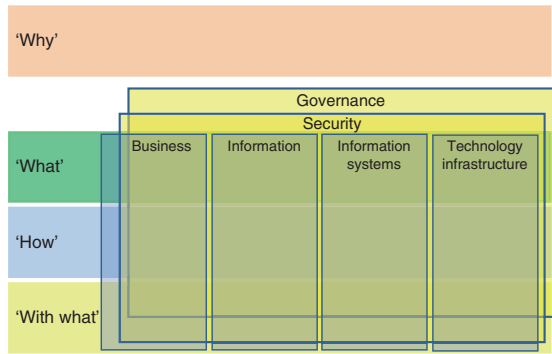 ‘Why’
Governance
Security
Business
Information
Information
systems
Technology
infrastructure
‘What’
‘How’
‘With what’